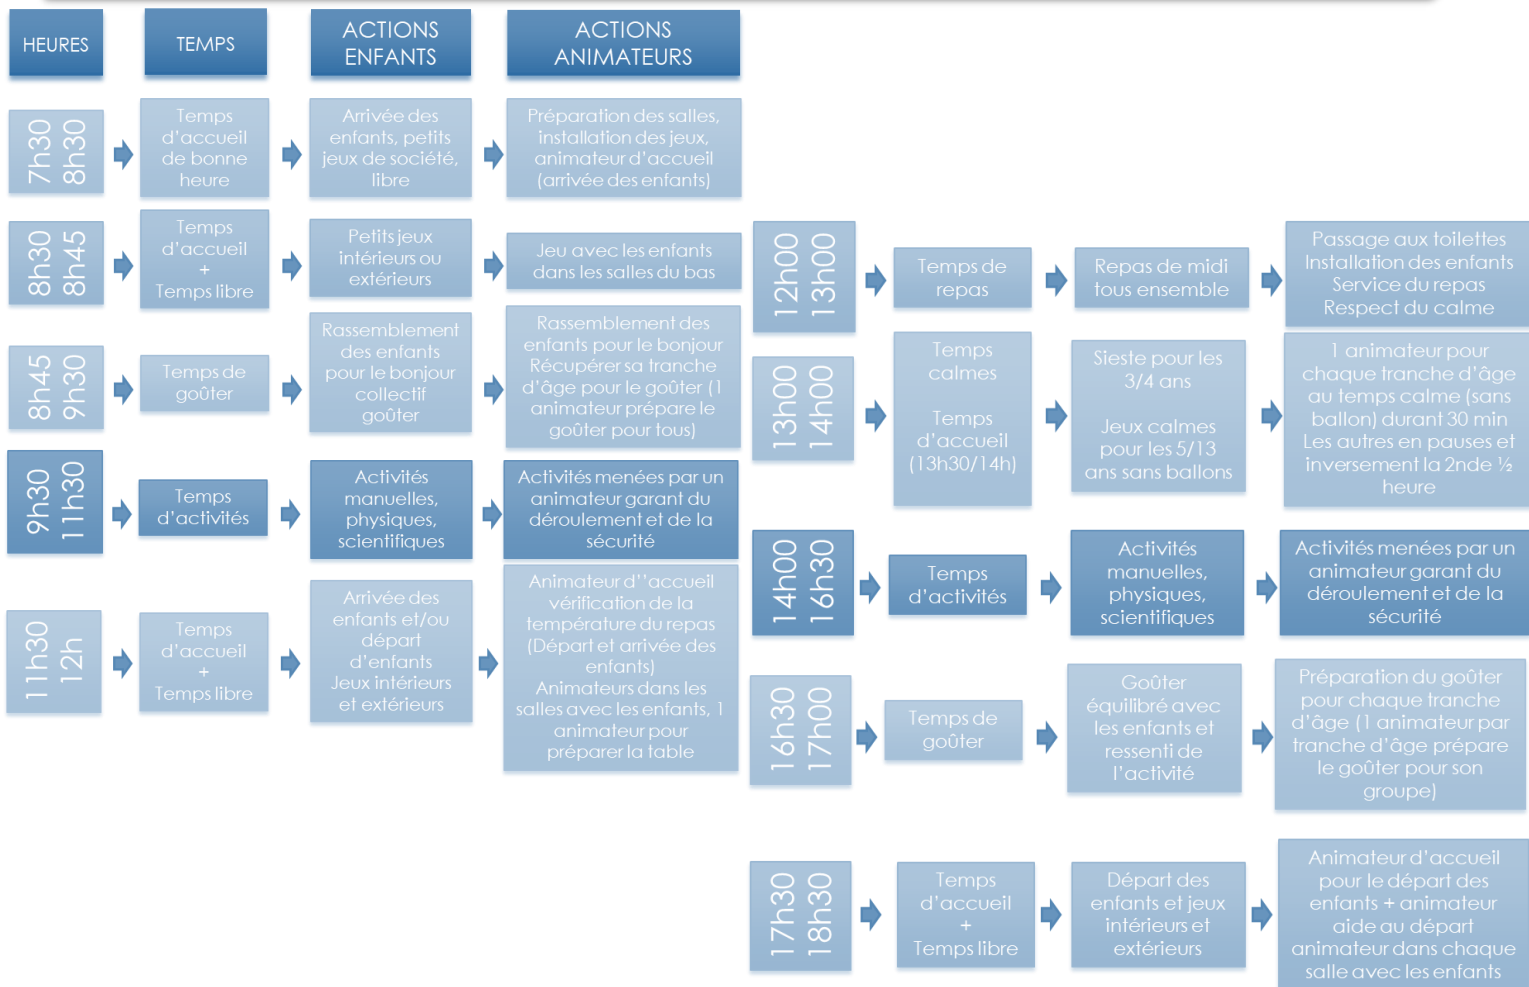 HEURES
TEMPS
ACTIONS
ENFANTS
ACTIONS
ANIMATEURS
7h30
8h30
Temps
d'accueil
de bonne
heure
Arrivée des
enfants, petits
jeux de société,
libre
Préparation des salles,
installation des jeux,
animateur d'accueil
(arrivée des enfants)
8h30
8h45
Temps
d'accueil
+
Temps libre
Petits jeux
intérieurs ou
extérieurs
Jeu avec les enfants
dans les salles du bas
8h45
9h30
Temps de
goûter
Rassemblement
des enfants
pour le bonjour
collectif
goûter
Rassemblement des
enfants pour le bonjour
Récupérer sa tranche
d'âge pour le goûter (1
animateur prépare le
goûter pour tous)
9h30
11h30
Temps
d'activités
Activités
manuelles,
physiques,
scientifiques
Activités menées par un
animateur garant du
déroulement et de la
sécurité
11h30
12h
Temps
d'accueil
+
Temps libre
Arrivée des
enfants et/ou
départ
d'enfants
Jeux intérieurs
et extérieurs
Animateur d''accueil
vérification de la
température du repas
(Départ et arrivée des
enfants)
Animateurs dans les
salles avec les enfants, 1
animateur pour
préparer la table
12h00
13h00
Temps de
repas
Repas de midi
tous ensemble
Passage aux toilettes
Installation des enfants
Service du repas
Respect du calme
13h00
14h00
Temps
calmes
Temps
d'accueil
(13h30/14h)
Sieste pour les
3/4 ans
Jeux calmes
pour les 5/13
ans sans ballons
1 animateur pour
chaque tranche d'âge
au temps calme (sans
ballon) durant 30 min
Les autres en pauses et
inversement la 2nde ½
heure
14h00
16h30
Temps
d'activités
Activités
manuelles,
physiques,
scientifiques
Activités menées par un
animateur garant du
déroulement et de la
sécurité
16h30
17h00
Temps de
goûter
Goûter
équilibré avec
les enfants et
ressenti de
l'activité
Préparation du goûter
pour chaque tranche
d'âge (1 animateur par
tranche d'âge prépare
le goûter pour son
groupe)
17h30
18h30
Temps
d'accueil
+
Temps libre
Départ des
enfants et jeux
intérieurs et
extérieurs
Animateur d'accueil
pour le départ des
enfants + animateur
aide au départ
animateur dans chaque
salle avec les enfants